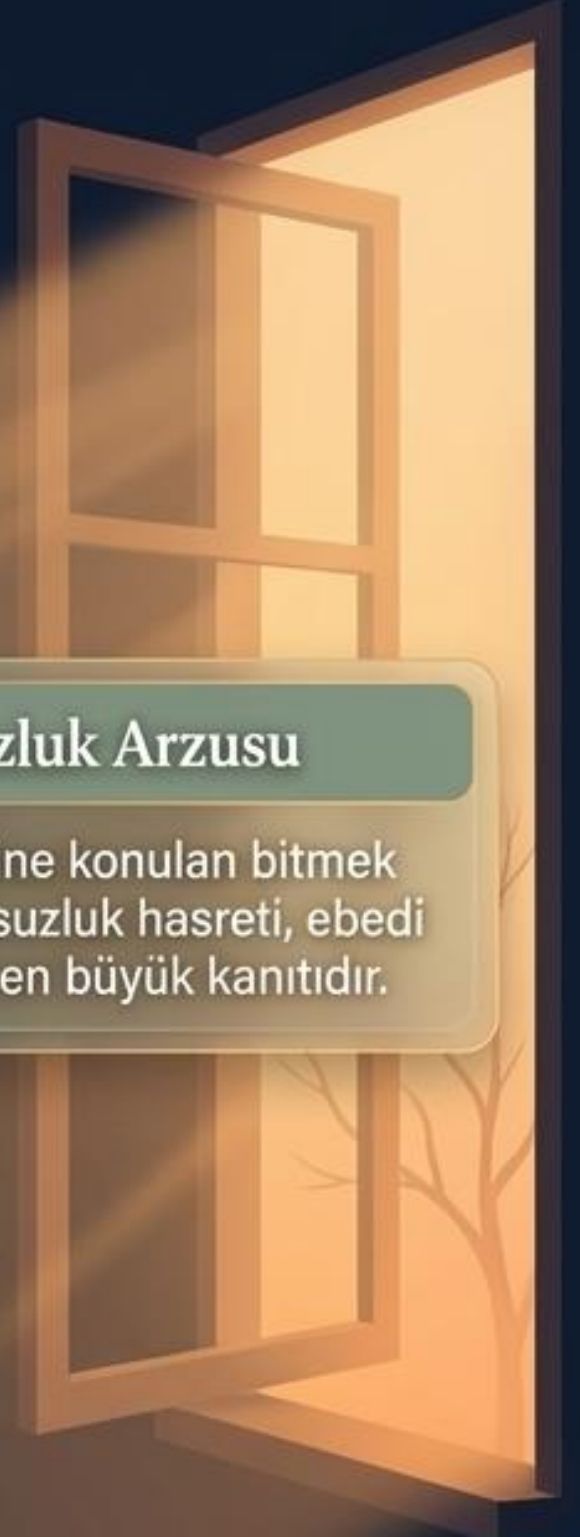 zluk Arzusu
ne konulan bitmek
suzluk hasreti, ebedi
en büyük kanıtıdır.